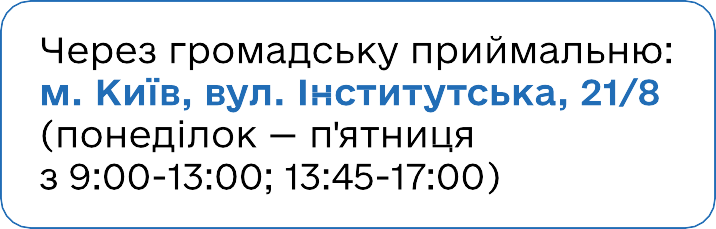 Через громадську приймальню:
м. Київ, вул. Інститутська, 21/8
(понеділок — п'ятниця
з 9:00-13:00; 13:45-17:00)